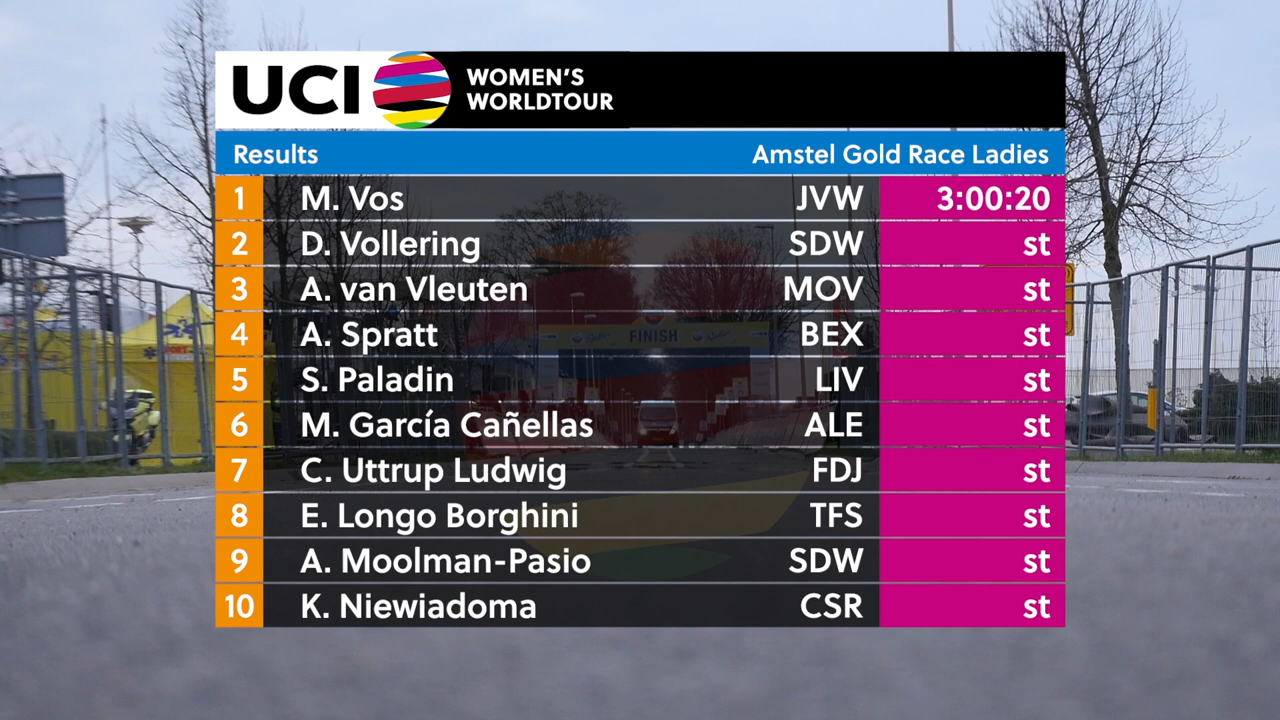 UCI WOMEN'S
WORLDTOUR
Results Amstel Gold Race Ladies
1 M. Vos JVW 3:00:20
2 D. Vollering SDW st
3 A. van Vleuten MOV st
4 A. Spratt BEX st
5 S. Paladin LIV st
6 M. García Cañellas ALE st
7 C. Uttrup Ludwig FDJ st
8 E. Longo Borghini TFS st
9 A. Moolman-Pasio SDW st
10 K. Niewiadoma CSR st
FINISH